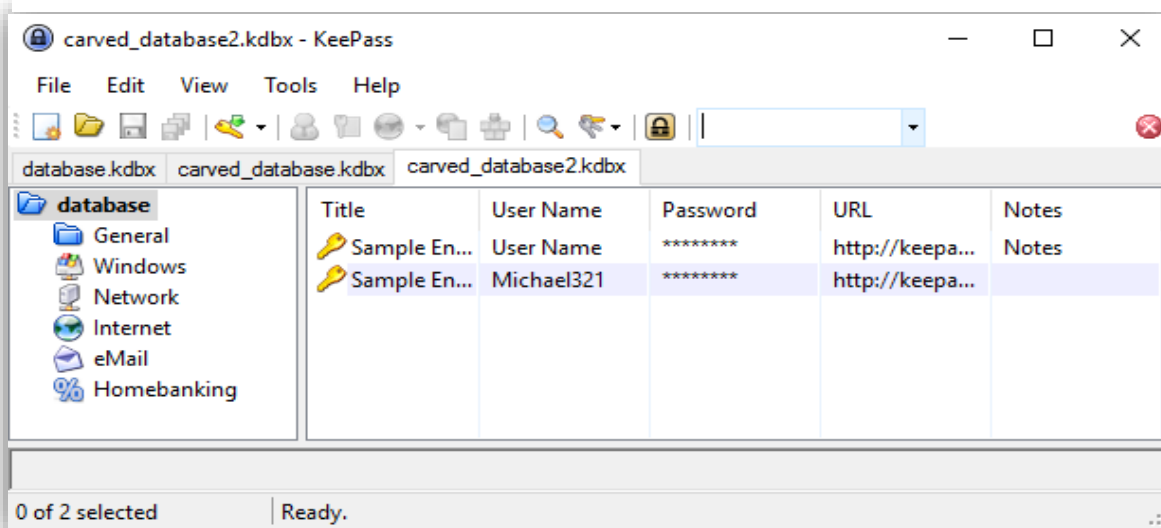 carved_database2.kdbx - KeePass
File Edit View Tools Help
database.kdbx carved_database.kdbx carved_database2.kdbx
database
General
Windows
Network
Internet
eMail
Homebanking
Title User Name Password URL Notes
Sample En... User Name ******** http://keepa... Notes
Sample En... Michael321 ******** http://keepa...
0 of 2 selected Ready.